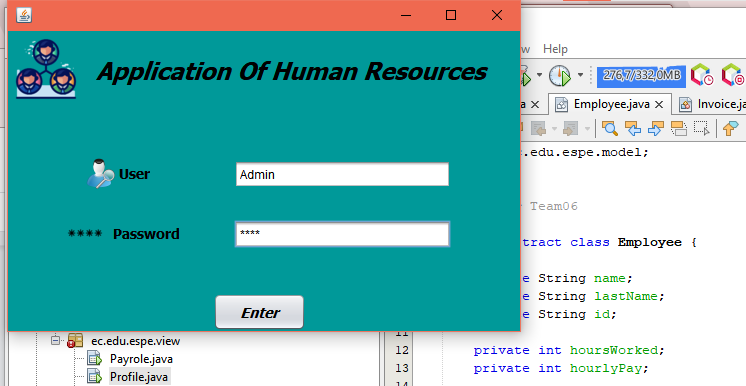 Application Of Human Resources
User
Admin
**** Password
****
Enter
ec.edu.espe.view
Payrole.java
Profile.java
View Help
276,7/332,0MB
Employee.java
Invoice.ja
.edu.espe.model;
Team06
class Employee {
String name;
String lastName;
String id;
11
12 private int hoursWorked;
13 private int hourlyPay;
14